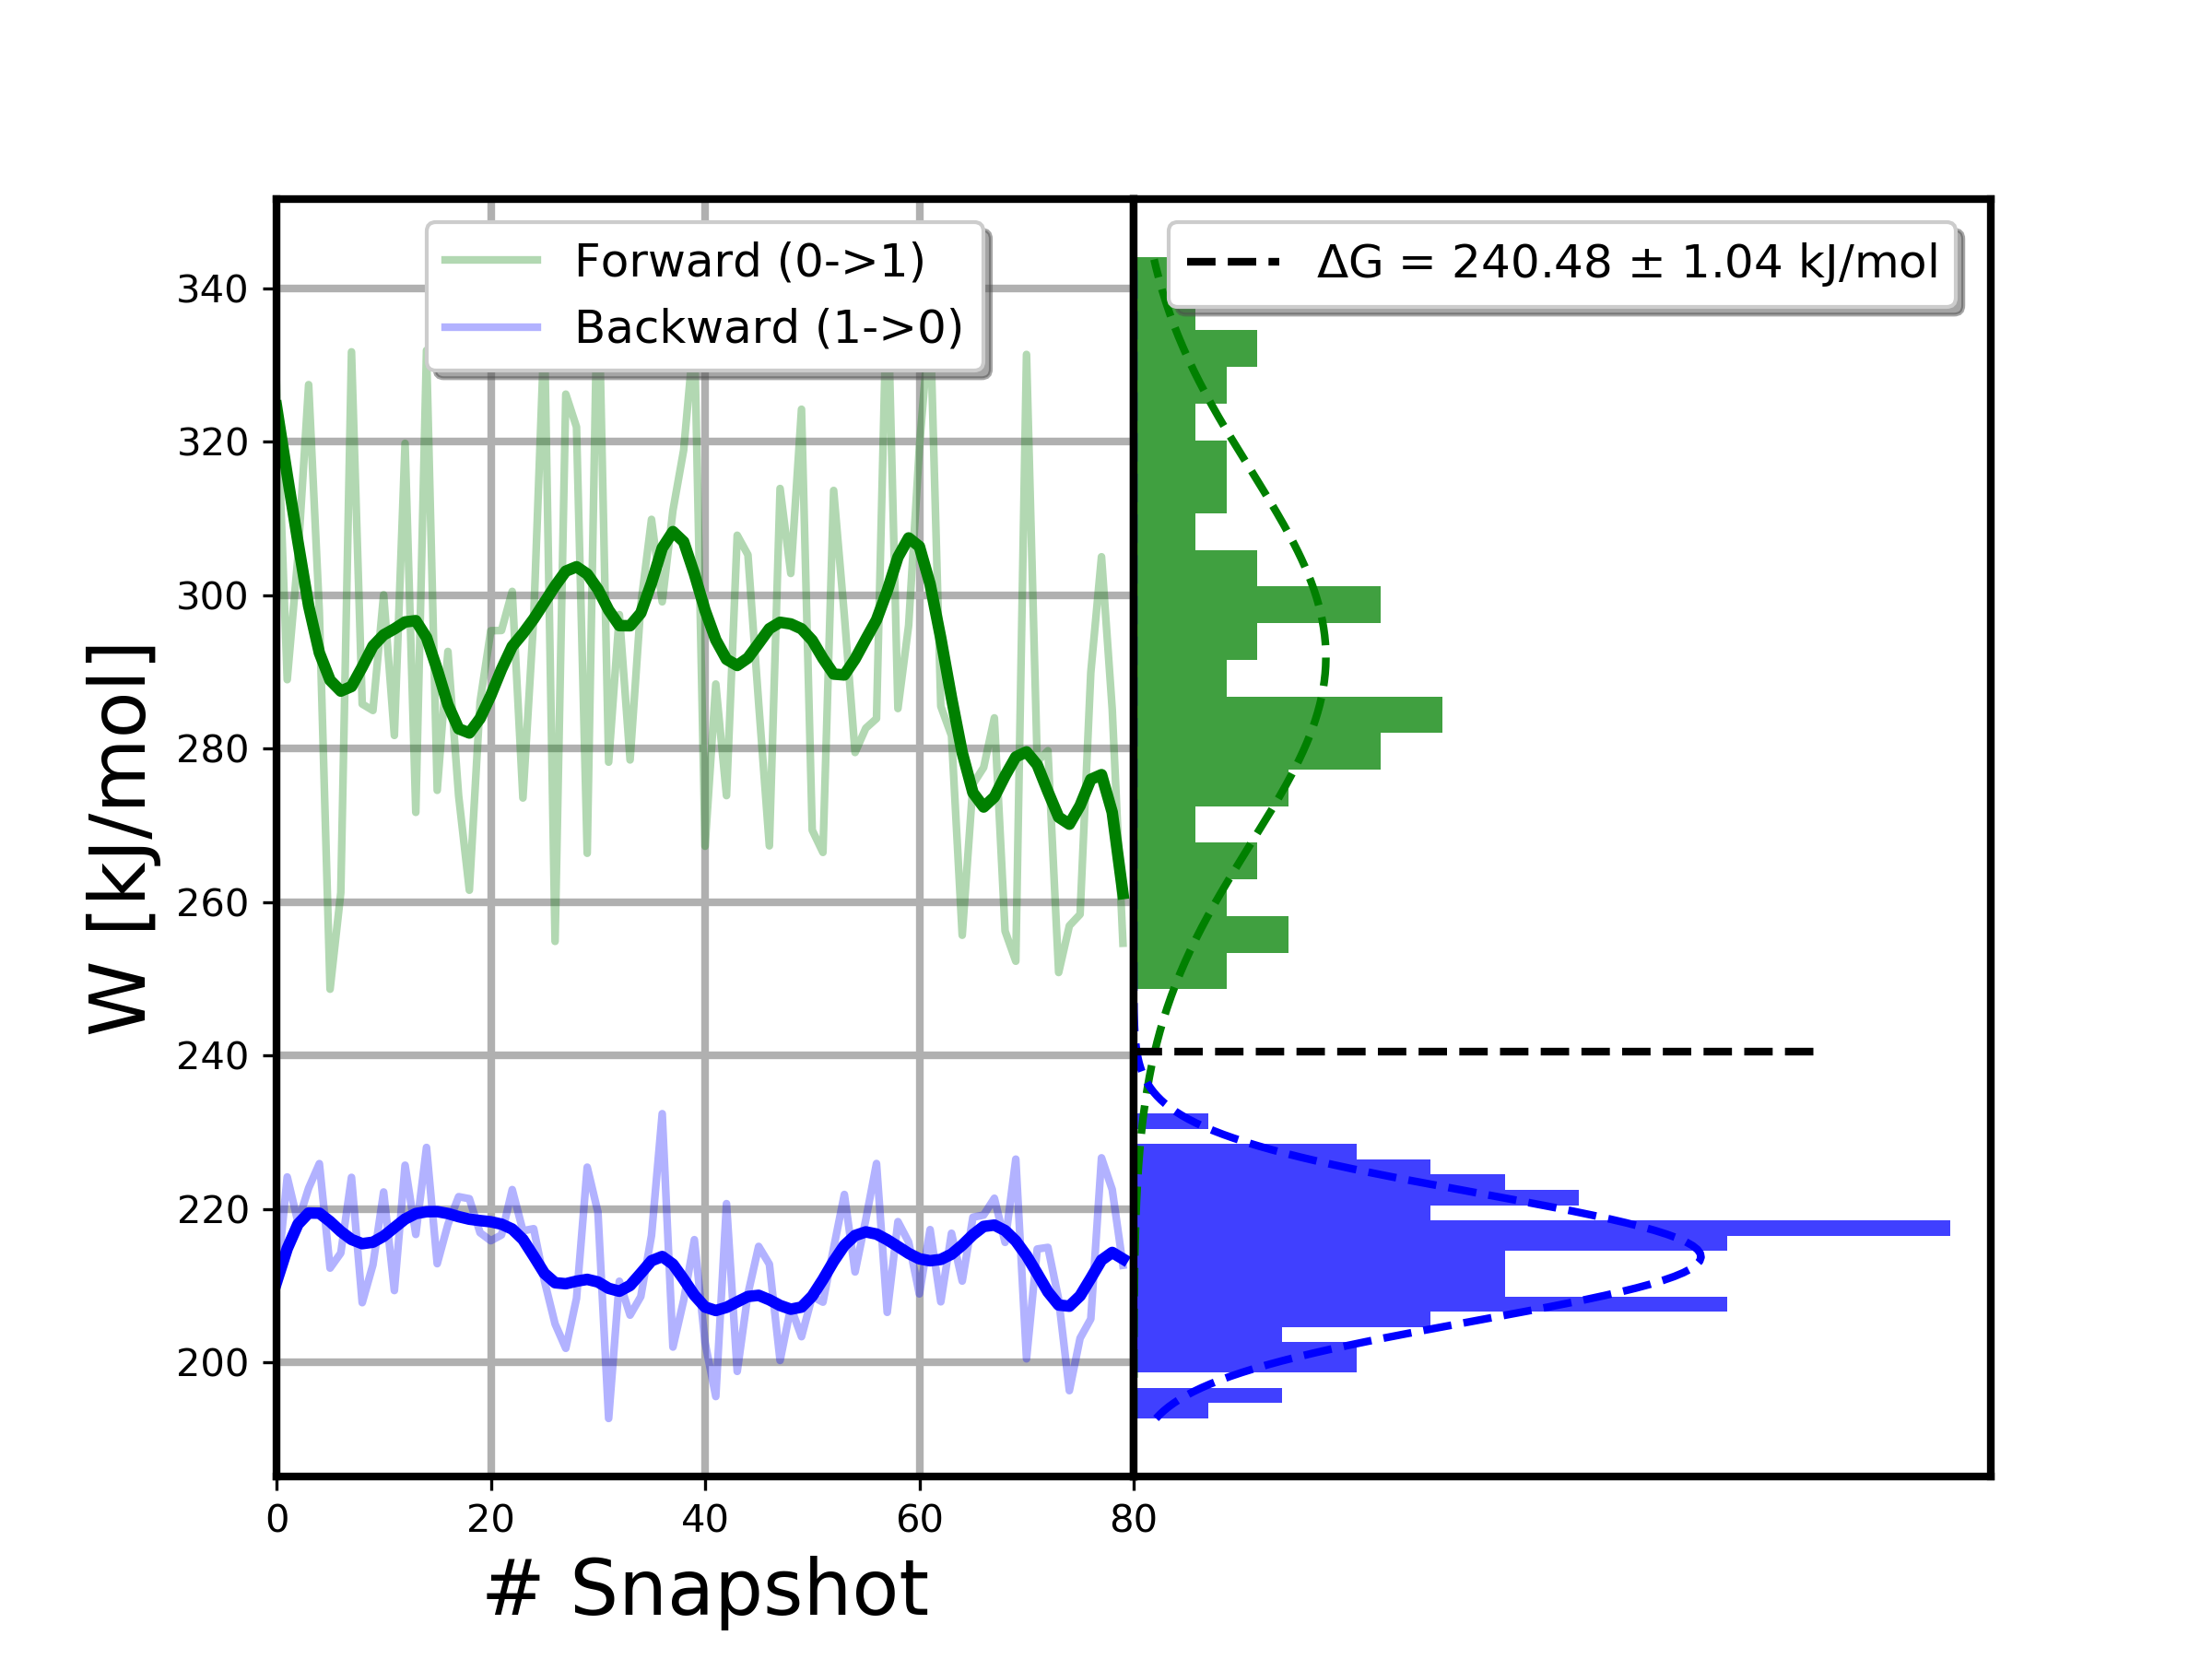 Forward (0->1)
Backward (1->0)
ΔG = 240.48 ± 1.04 kJ/mol
W [kJ/mol]
340
320
300
280
260
240
220
200
0 20 40 60 80
# Snapshot